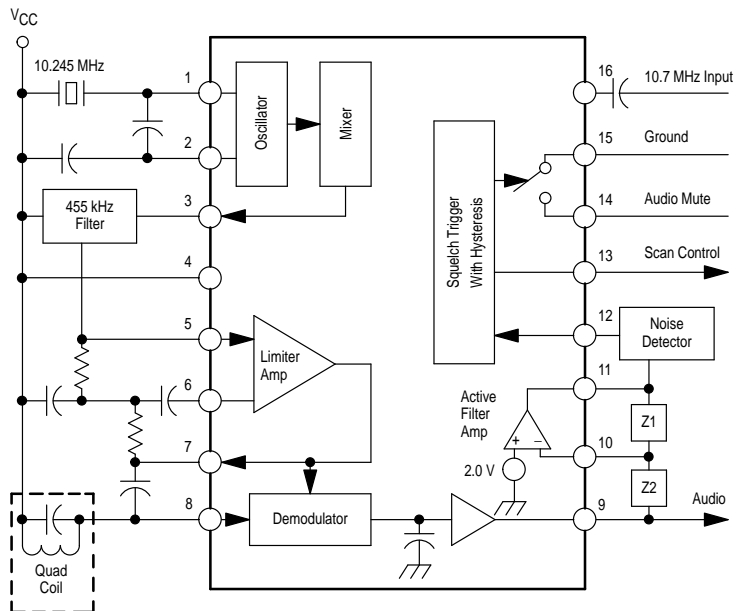 VCC
10.245 MHz
1
2
Oscillator
Mixer
16
10.7 MHz Input
15
Ground
14
Audio Mute
13
Scan Control
Squelch Trigger
With Hysteresis
455 kHz
Filter
3
4
5
6
7
8
Limiter
Amp
12
Noise
Detector
11
Active
Filter
Amp
+
–
2.0 V
10
Z1
Z2
9
Audio
Demodulator
Quad
Coil